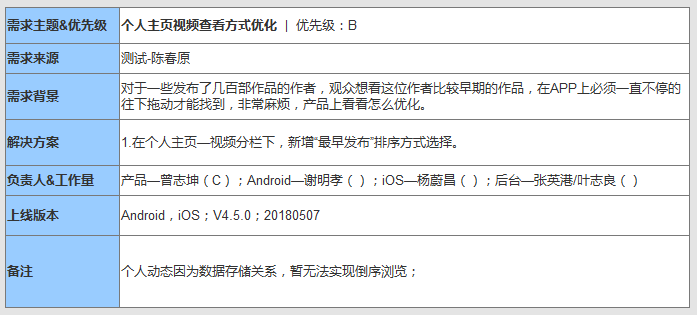 需求主题&优先级 个人主页视频查看方式优化 | 优先级：B
需求来源 测试-陈春原
需求背景 对于一些发布了几百部作品的作者，观众想看这位作者比较早期的作品，在APP上必须一直不停的
往下拖动才能找到，非常麻烦，产品上看看怎么优化。
解决方案 1.在个人主页—视频分栏下，新增“最早发布”排序方式选择。
负责人&工作量 产品—曾志坤（C）；Android—谢明孝（ ）；iOS—杨蔚昌（ ）；后台—张英港/叶志良（ ）
上线版本 Android，iOS；V4.5.0；20180507
备注 个人动态因为数据存储关系，暂无法实现倒序浏览；